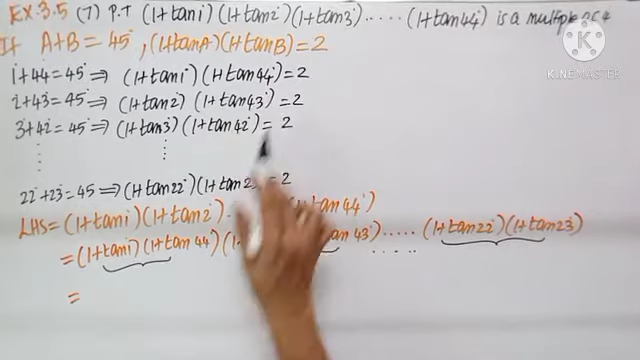 EX.3.5 (7) P.T (1+tan1°)(1+tan2°)(1+tan3°)..... (1+tan44°) is a multiple of 4
If A+B = 45°, (1+tanA)(1+tanB) = 2
1°+44° = 45° ⇒ (1+tan1°)(1+tan44°) = 2
2°+43° = 45° ⇒ (1+tan2°)(1+tan43°) = 2
3°+42° = 45° ⇒ (1+tan3°)(1+tan42°) = 2
22°+23° = 45 ⇒ (1+tan22°)(1+tan23 = 2
LHS = (1+tan1°)(1+tan2°). tan44°)
= (1+tan1°)(1+tan44°)(1 tan43°)..... (1+tan22°)(1+tan23°)
=
KINEMASTER